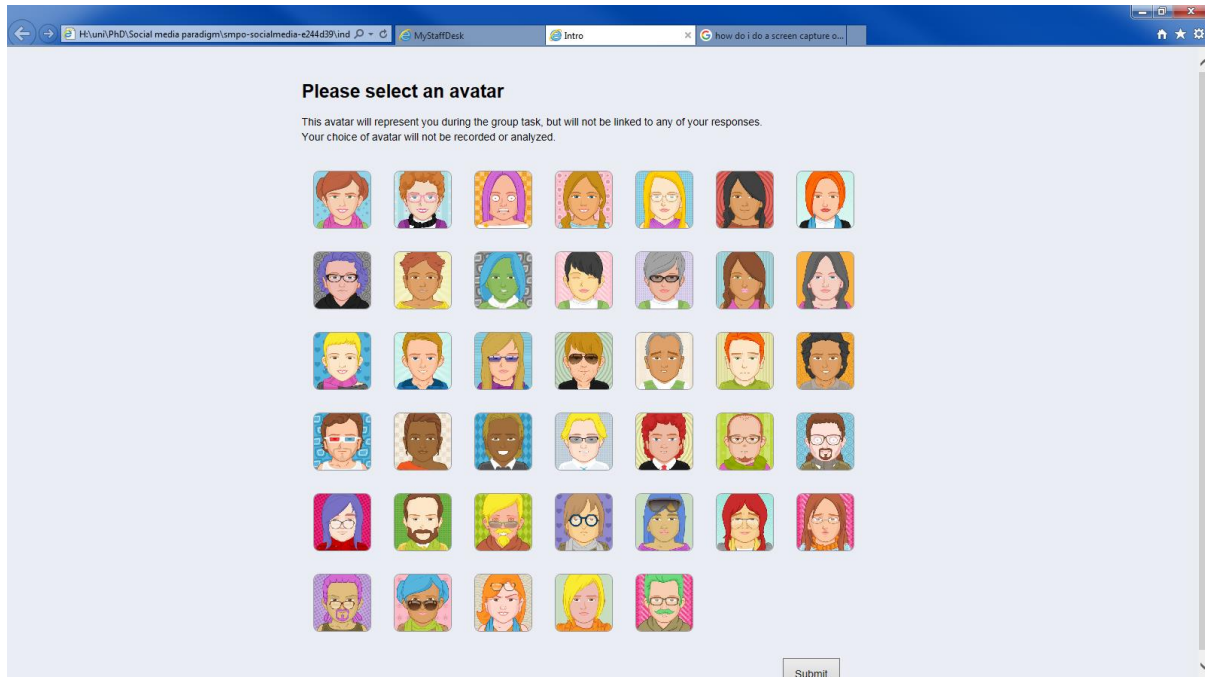 H:\uni\PhD\Social media paradigm\smpo-socialmedia-e244d39\ind
MyStaffDesk
Intro
how do i do a screen capture o...
Please select an avatar
This avatar will represent you during the group task, but will not be linked to any of your responses.
Your choice of avatar will not be recorded or analyzed.
Submit